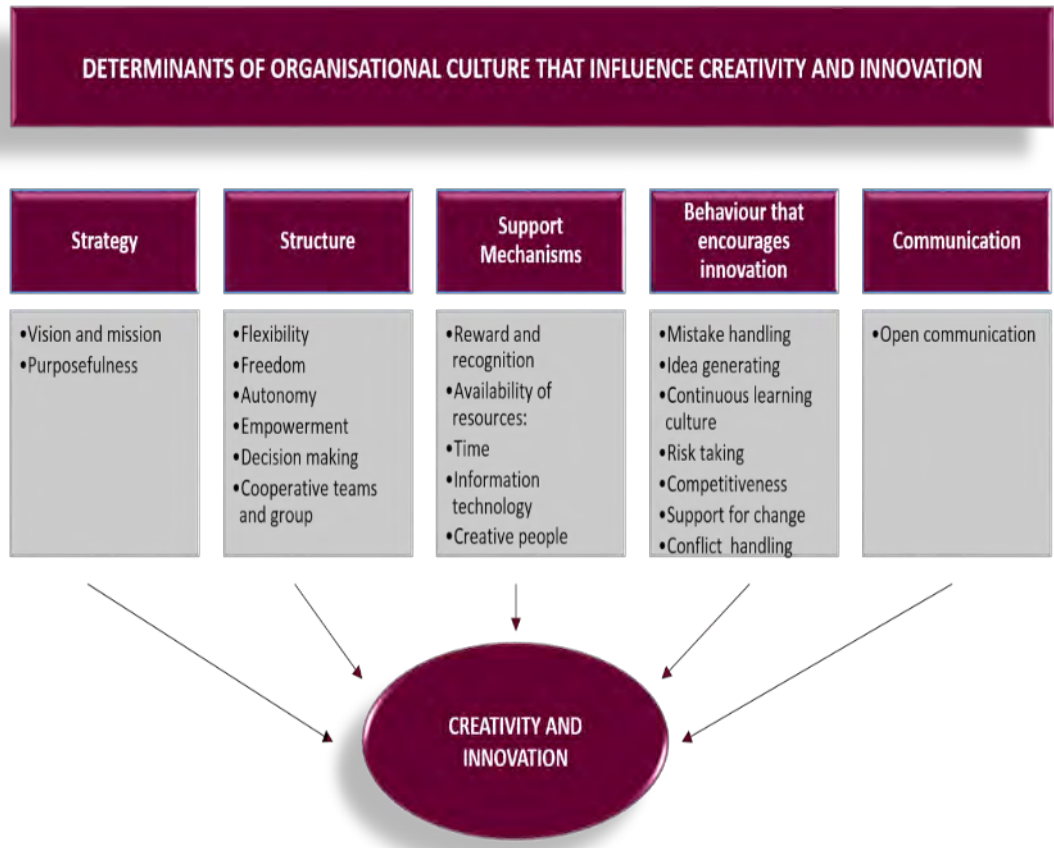 DETERMINANTS OF ORGANISATIONAL CULTURE THAT INFLUENCE CREATIVITY AND INNOVATION
Strategy
•Vision and mission
•Purposefulness
Structure
•Flexibility
•Freedom
•Autonomy
•Empowerment
•Decision making
•Cooperative teams
and group
Support
Mechanisms
•Reward and
recognition
•Availability of
resources:
•Time
•Information
technology
•Creative people
Behaviour that
encourages
innovation
•Mistake handling
•Idea generating
•Continuous learning
culture
•Risk taking
•Competitiveness
•Support for change
•Conflict handling
Communication
•Open communication
CREATIVITY AND
INNOVATION